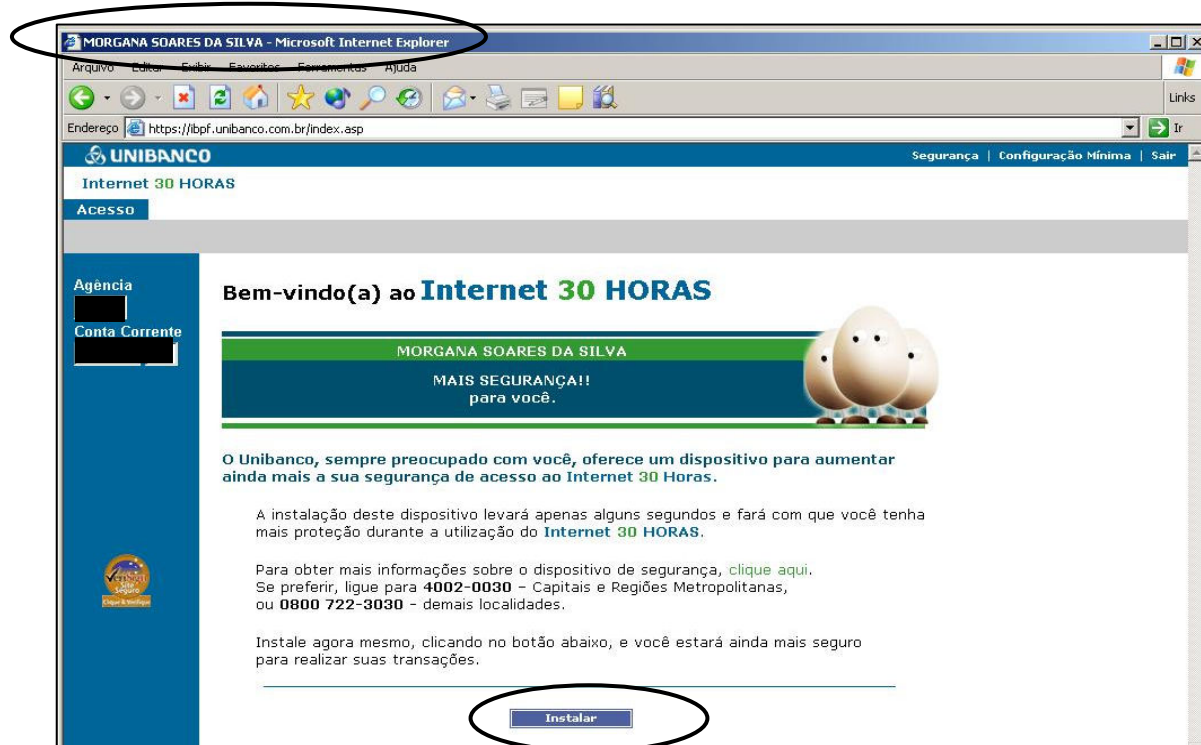 MORGANA SOARES DA SILVA - Microsoft Internet Explorer
Arquivo Editar Exibir Favoritos Ferramentas Ajuda
Links
Endereço https://ibpf.unibanco.com.br/index.asp Ir
UNIBANCO Segurança | Configuração Mínima | Sair
Internet 30 HORAS
Acesso
Agência
Conta Corrente
Bem-vindo(a) ao Internet 30 HORAS
MORGANA SOARES DA SILVA
MAIS SEGURANÇA!!
para você.
O Unibanco, sempre preocupado com você, oferece um dispositivo para aumentar
ainda mais a sua segurança de acesso ao Internet 30 Horas.
A instalação deste dispositivo levará apenas alguns segundos e fará com que você tenha
mais proteção durante a utilização do Internet 30 HORAS.
Para obter mais informações sobre o dispositivo de segurança, clique aqui.
Se preferir, ligue para 4002-0030 – Capitais e Regiões Metropolitanas,
ou 0800 722-3030 - demais localidades.
Instale agora mesmo, clicando no botão abaixo, e você estará ainda mais seguro
para realizar suas transações.
VeriSign
Site
Seguro
Clique & Verifique
Instalar